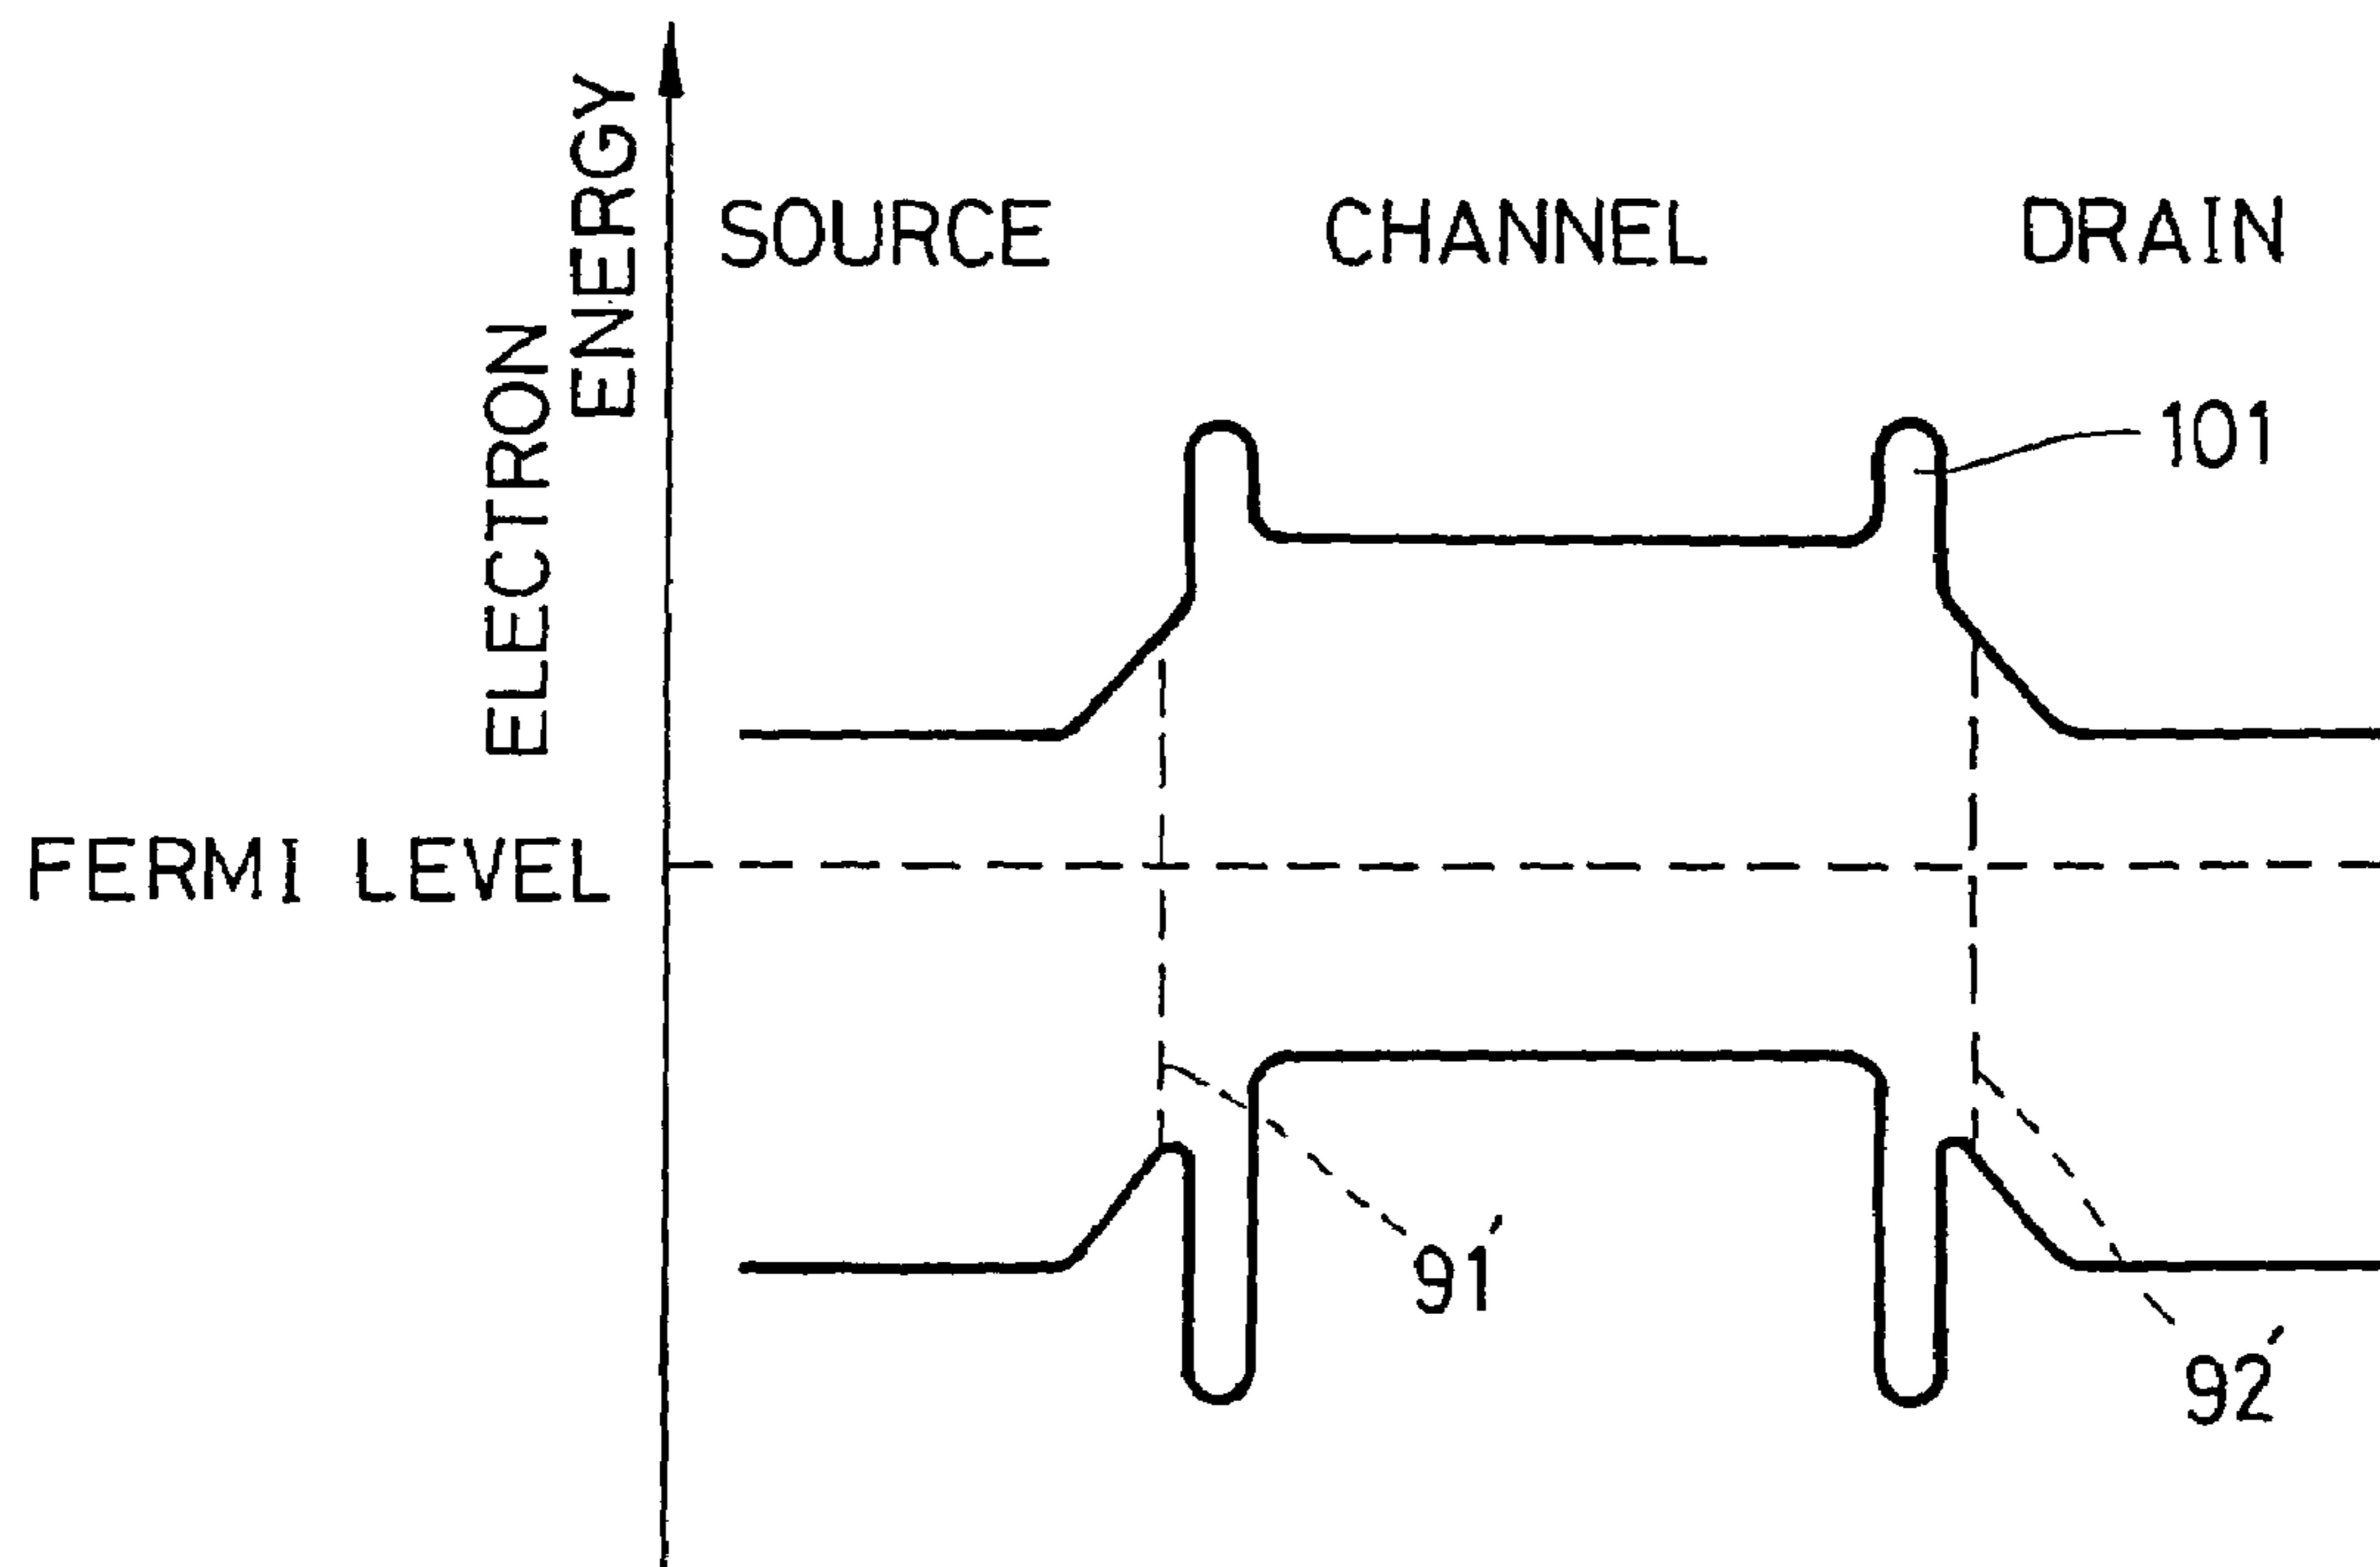 ELECTRON
ENERGY
SOURCE
CHANNEL
DRAIN
101
FERMI LEVEL
91′
92′